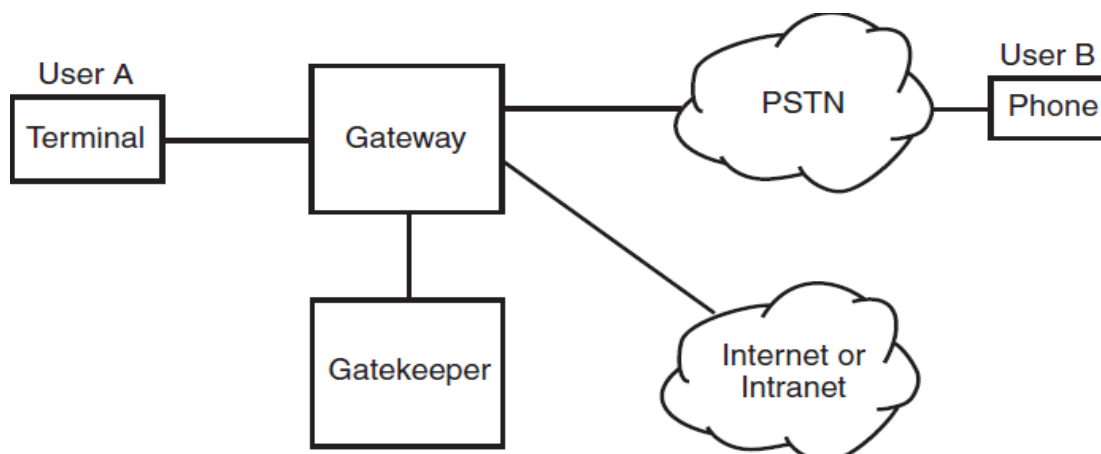 User A
Terminal
Gateway
PSTN
User B
Phone
Gatekeeper
Internet or
Intranet